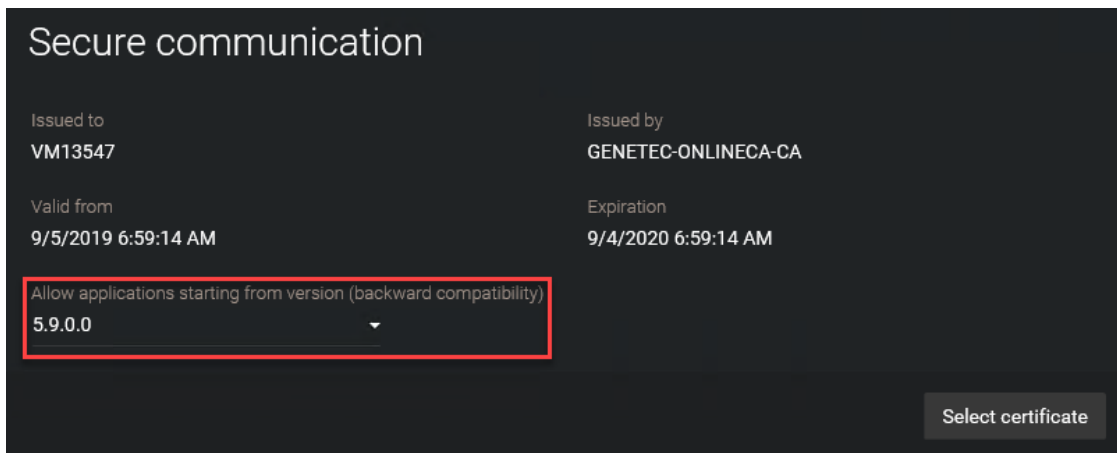 Secure communication
Issued to
Issued by
VM13547
GENETEC-ONLINECA-CA
Valid from
Expiration
9/5/2019 6:59:14 AM
9/4/2020 6:59:14 AM
Allow applications starting from version (backward compatibility)
5.9.0.0
Select certificate